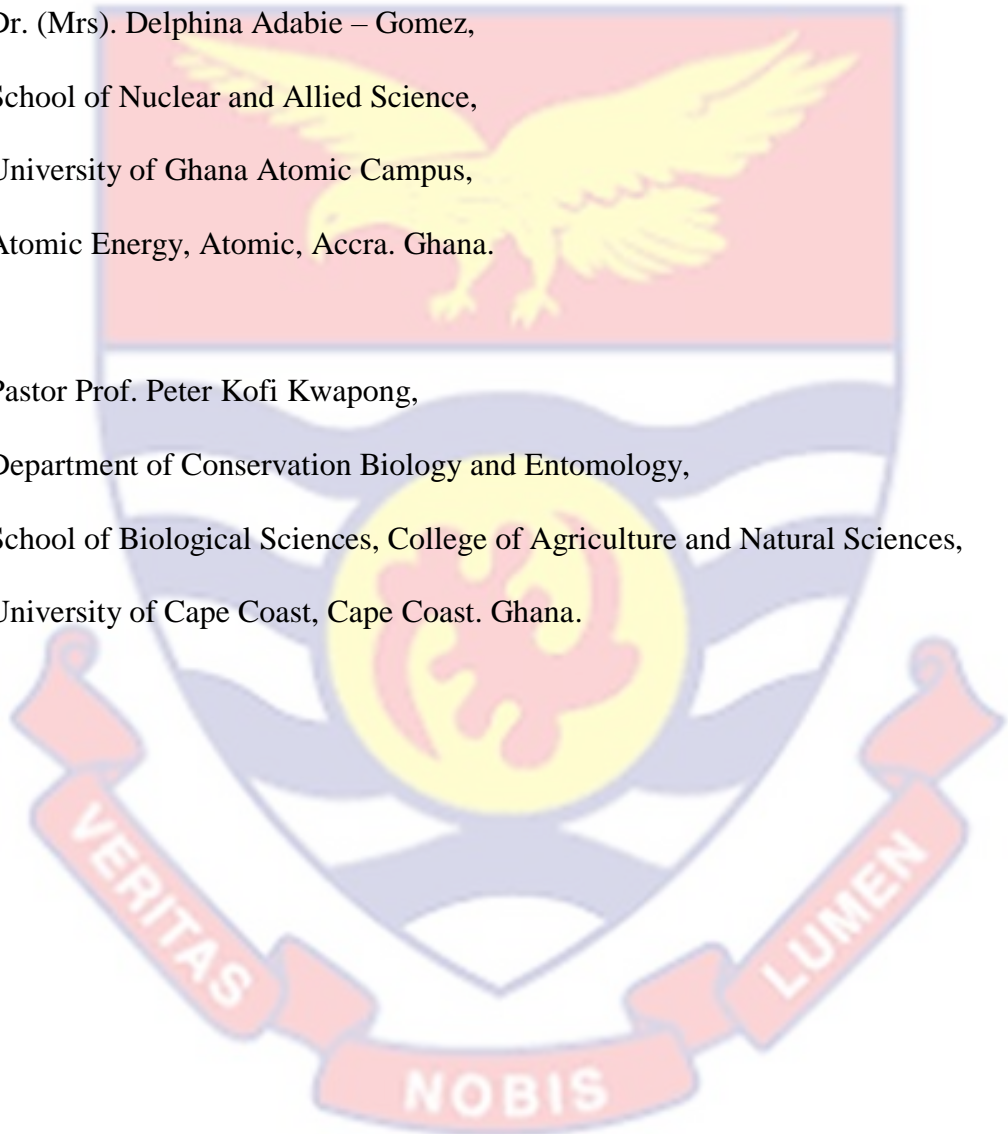 Dr. (Mrs). Delphina Adabie – Gomez,
School of Nuclear and Allied Science,
University of Ghana Atomic Campus,
Atomic Energy, Atomic, Accra. Ghana.
Pastor Prof. Peter Kofi Kwapong,
Department of Conservation Biology and Entomology,
School of Biological Sciences, College of Agriculture and Natural Sciences,
University of Cape Coast, Cape Coast. Ghana.
VERITAS
NOBIS
LUMEN